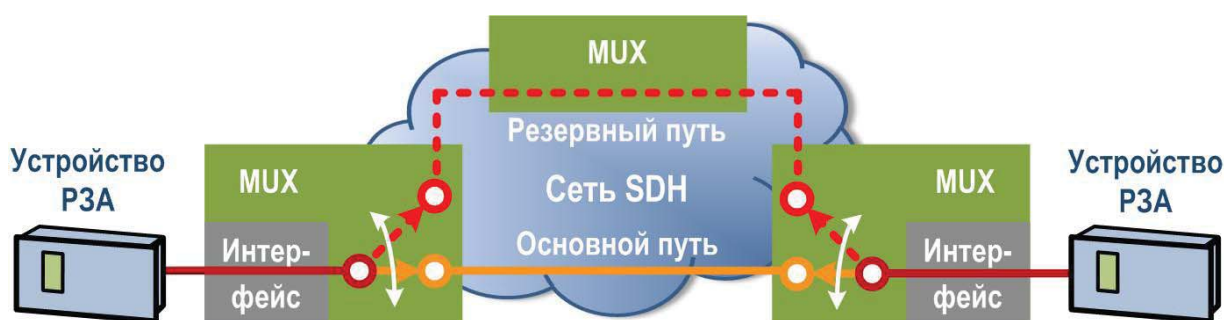 MUX
Резервный путь
Устройство
РЗА
MUX
Сеть SDH
MUX
Устройство
РЗА
Интер-
фейс
Основной путь
Интер-
фейс